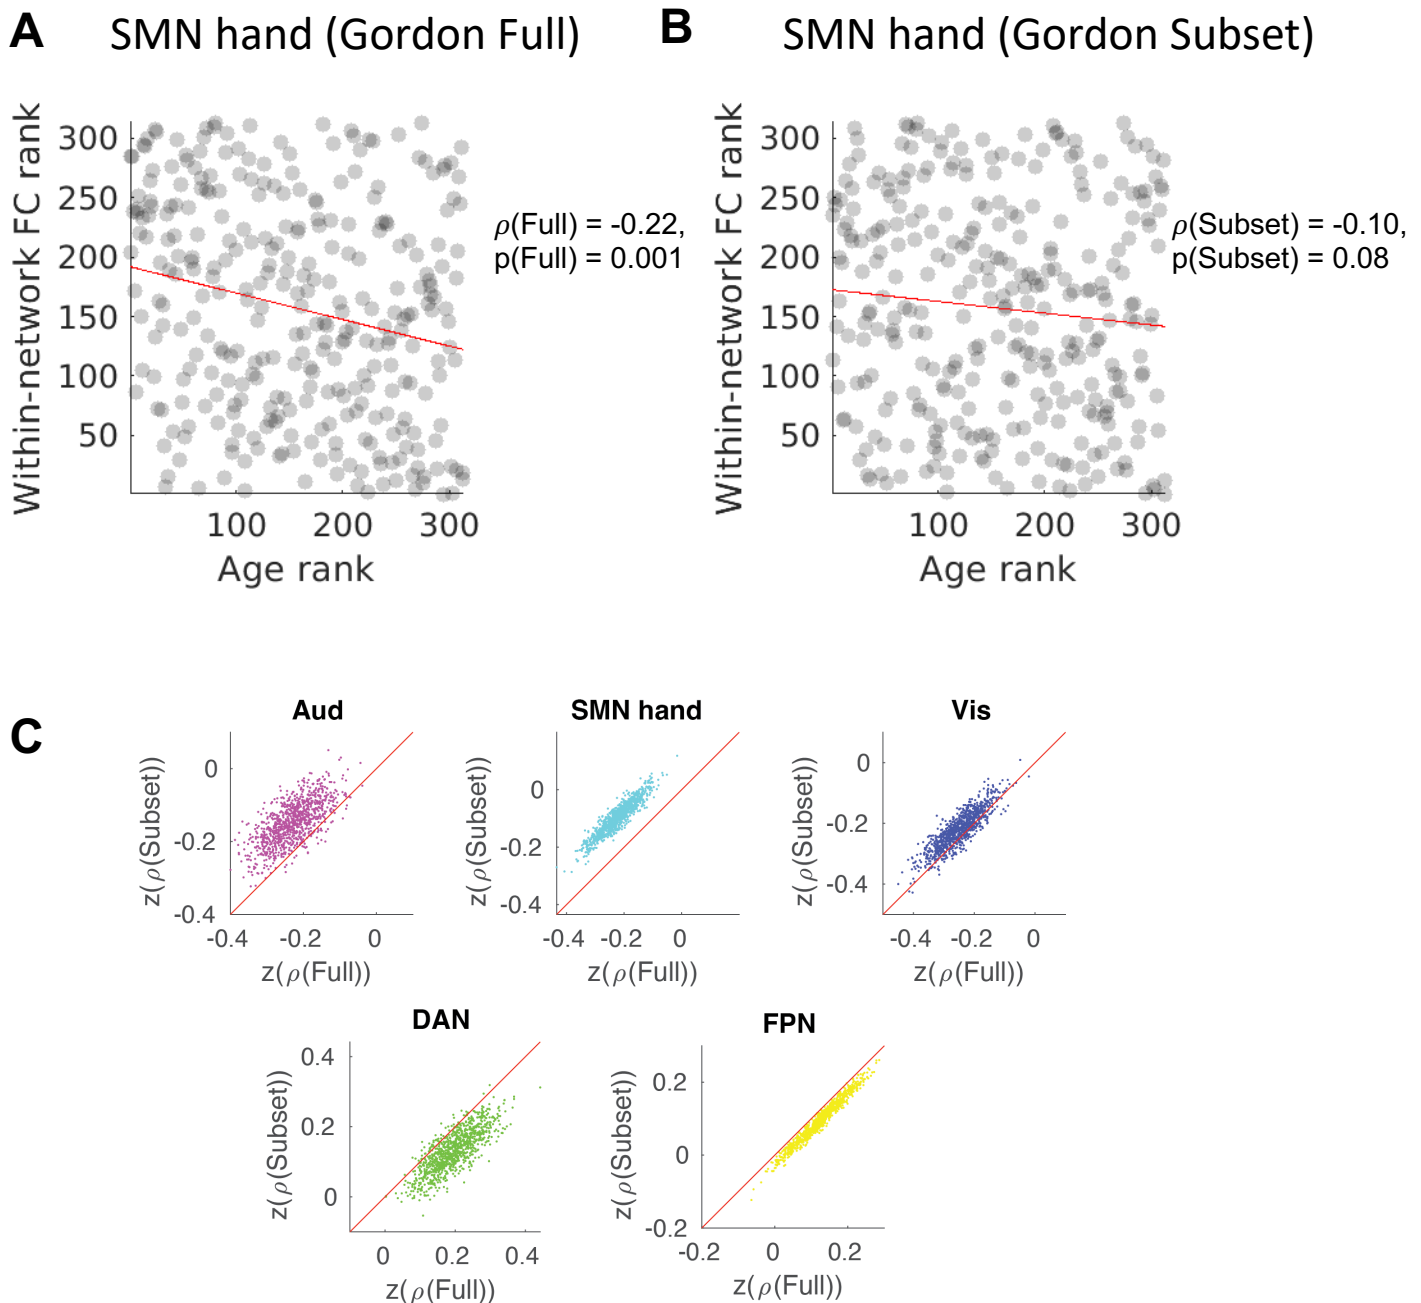 A
SMN hand (Gordon Full)
Within-network FC rank
300
250
200
150
100
50
100
200
300
Age rank
ρ(Full) = -0.22,
p(Full) = 0.001
B
SMN hand (Gordon Subset)
Within-network FC rank
300
250
200
150
100
50
100
200
300
Age rank
ρ(Subset) = -0.10,
p(Subset) = 0.08
C
Aud
z(ρ(Subset))
0
-0.2
-0.4
-0.4
-0.2
0
z(ρ(Full))
SMN hand
z(ρ(Subset))
0
-0.2
-0.4
-0.4
-0.2
0
z(ρ(Full))
Vis
z(ρ(Subset))
0
-0.2
-0.4
-0.4
-0.2
0
z(ρ(Full))
DAN
z(ρ(Subset))
0.4
0.2
0
0
0.2
0.4
z(ρ(Full))
FPN
z(ρ(Subset))
0.2
0
-0.2
-0.2
0
0.2
z(ρ(Full))